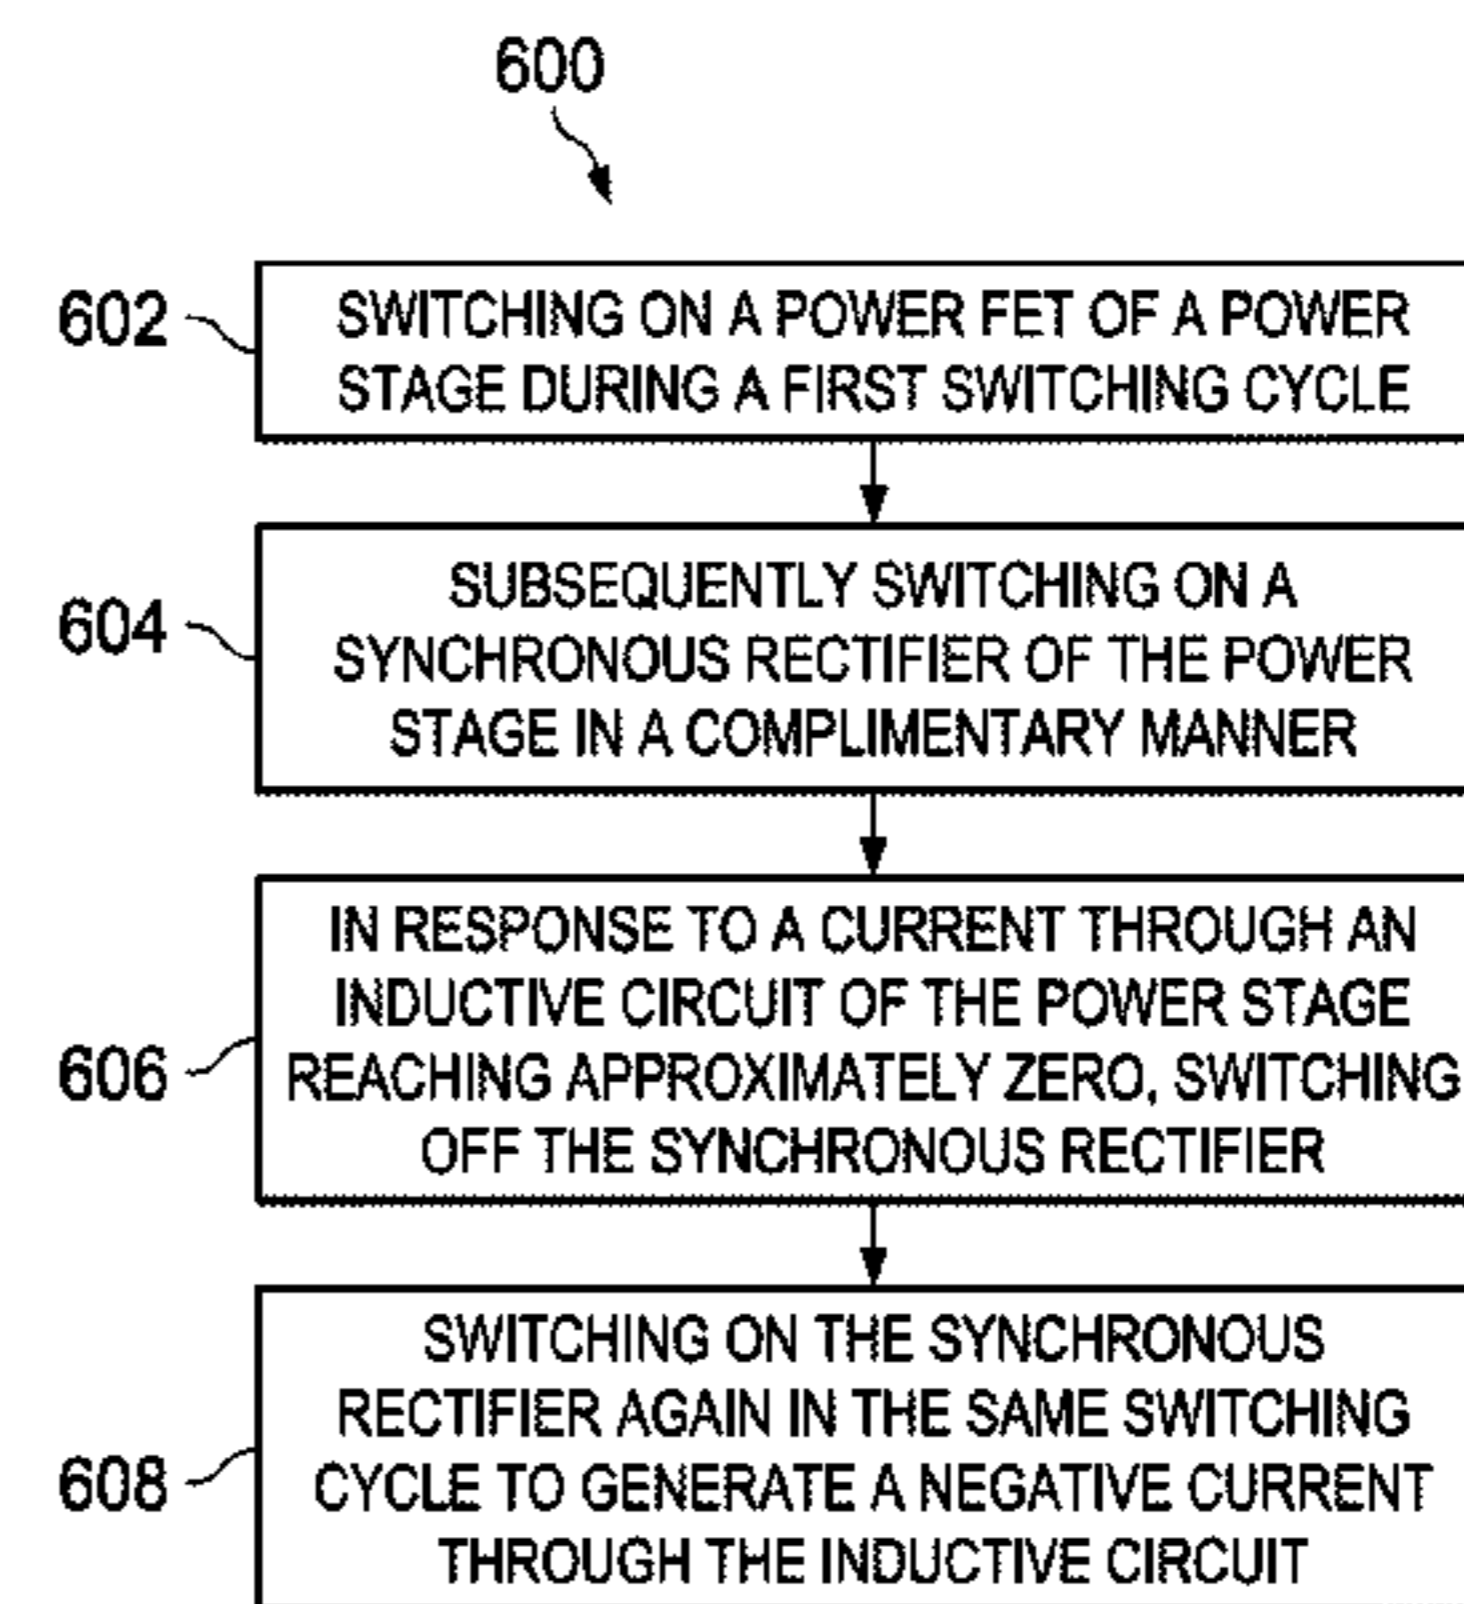 600
602
SWITCHING ON A POWER FET OF A POWER
STAGE DURING A FIRST SWITCHING CYCLE
604
SUBSEQUENTLY SWITCHING ON A
SYNCHRONOUS RECTIFIER OF THE POWER
STAGE IN A COMPLIMENTARY MANNER
606
IN RESPONSE TO A CURRENT THROUGH AN
INDUCTIVE CIRCUIT OF THE POWER STAGE
REACHING APPROXIMATELY ZERO, SWITCHING
OFF THE SYNCHRONOUS RECTIFIER
608
SWITCHING ON THE SYNCHRONOUS
RECTIFIER AGAIN IN THE SAME SWITCHING
CYCLE TO GENERATE A NEGATIVE CURRENT
THROUGH THE INDUCTIVE CIRCUIT